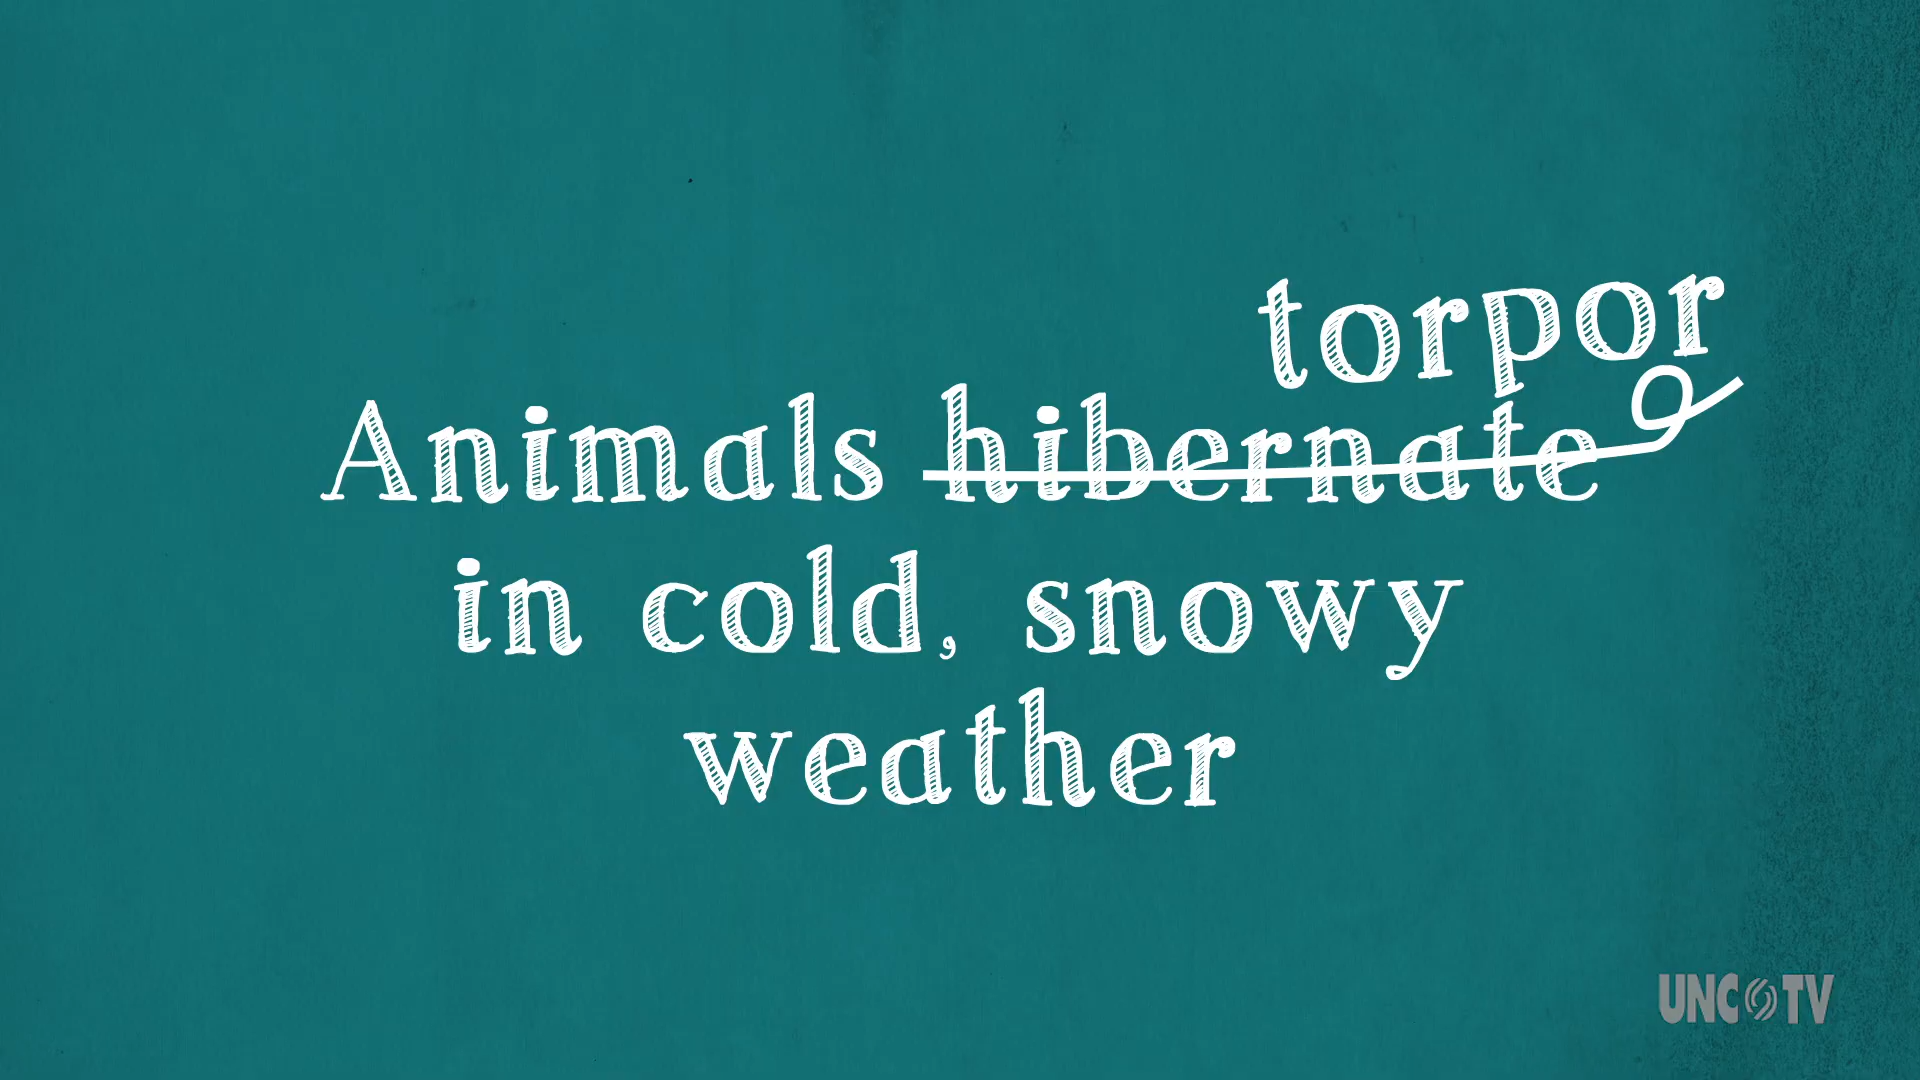 torpor
Animals hibernate
in cold, snowy
weather
UNC TV